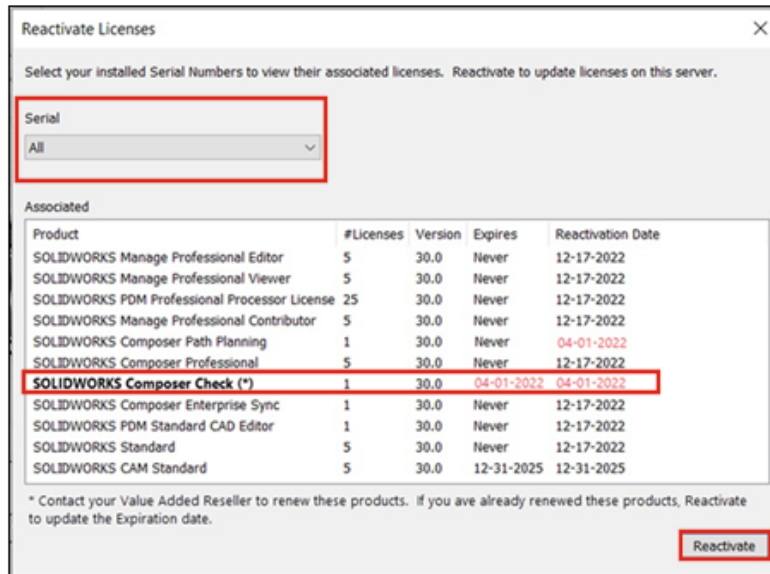 Reactivate Licenses
Select your installed Serial Numbers to view their associated licenses. Reactivate to update licenses on this server.
Serial
All
Associated
Product #Licenses Version Expires Reactivation Date
SOLIDWORKS Manage Professional Editor 5 30.0 Never 12-17-2022
SOLIDWORKS Manage Professional Viewer 5 30.0 Never 12-17-2022
SOLIDWORKS PDM Professional Processor License 25 30.0 Never 12-17-2022
SOLIDWORKS Manage Professional Contributor 5 30.0 Never 12-17-2022
SOLIDWORKS Composer Path Planning 1 30.0 Never 04-01-2022
SOLIDWORKS Composer Professional 5 30.0 Never 12-17-2022
SOLIDWORKS Composer Check (*) 1 30.0 04-01-2022 04-01-2022
SOLIDWORKS Composer Enterprise Sync 1 30.0 Never 12-17-2022
SOLIDWORKS PDM Standard CAD Editor 1 30.0 Never 12-17-2022
SOLIDWORKS Standard 5 30.0 Never 12-17-2022
SOLIDWORKS CAM Standard 5 30.0 12-31-2025 12-31-2025
* Contact your Value Added Reseller to renew these products. If you ave already renewed these products, Reactivate
to update the Expiration date.
Reactivate